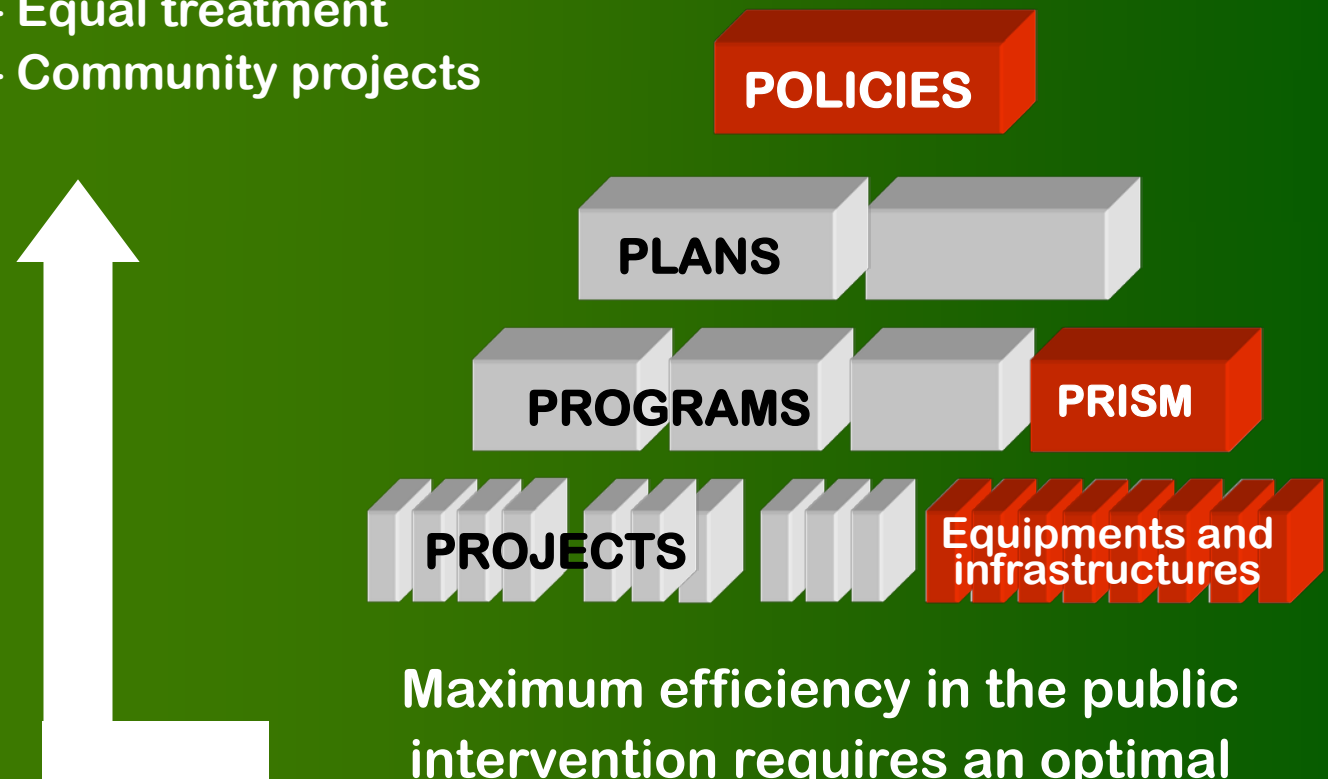 - Equal treatment
- Community projects
POLICIES
PLANS
PROGRAMS
PRISM
PROJECTS
Equipments and
infrastructures
Maximum efficiency in the public
intervention requires an optimal